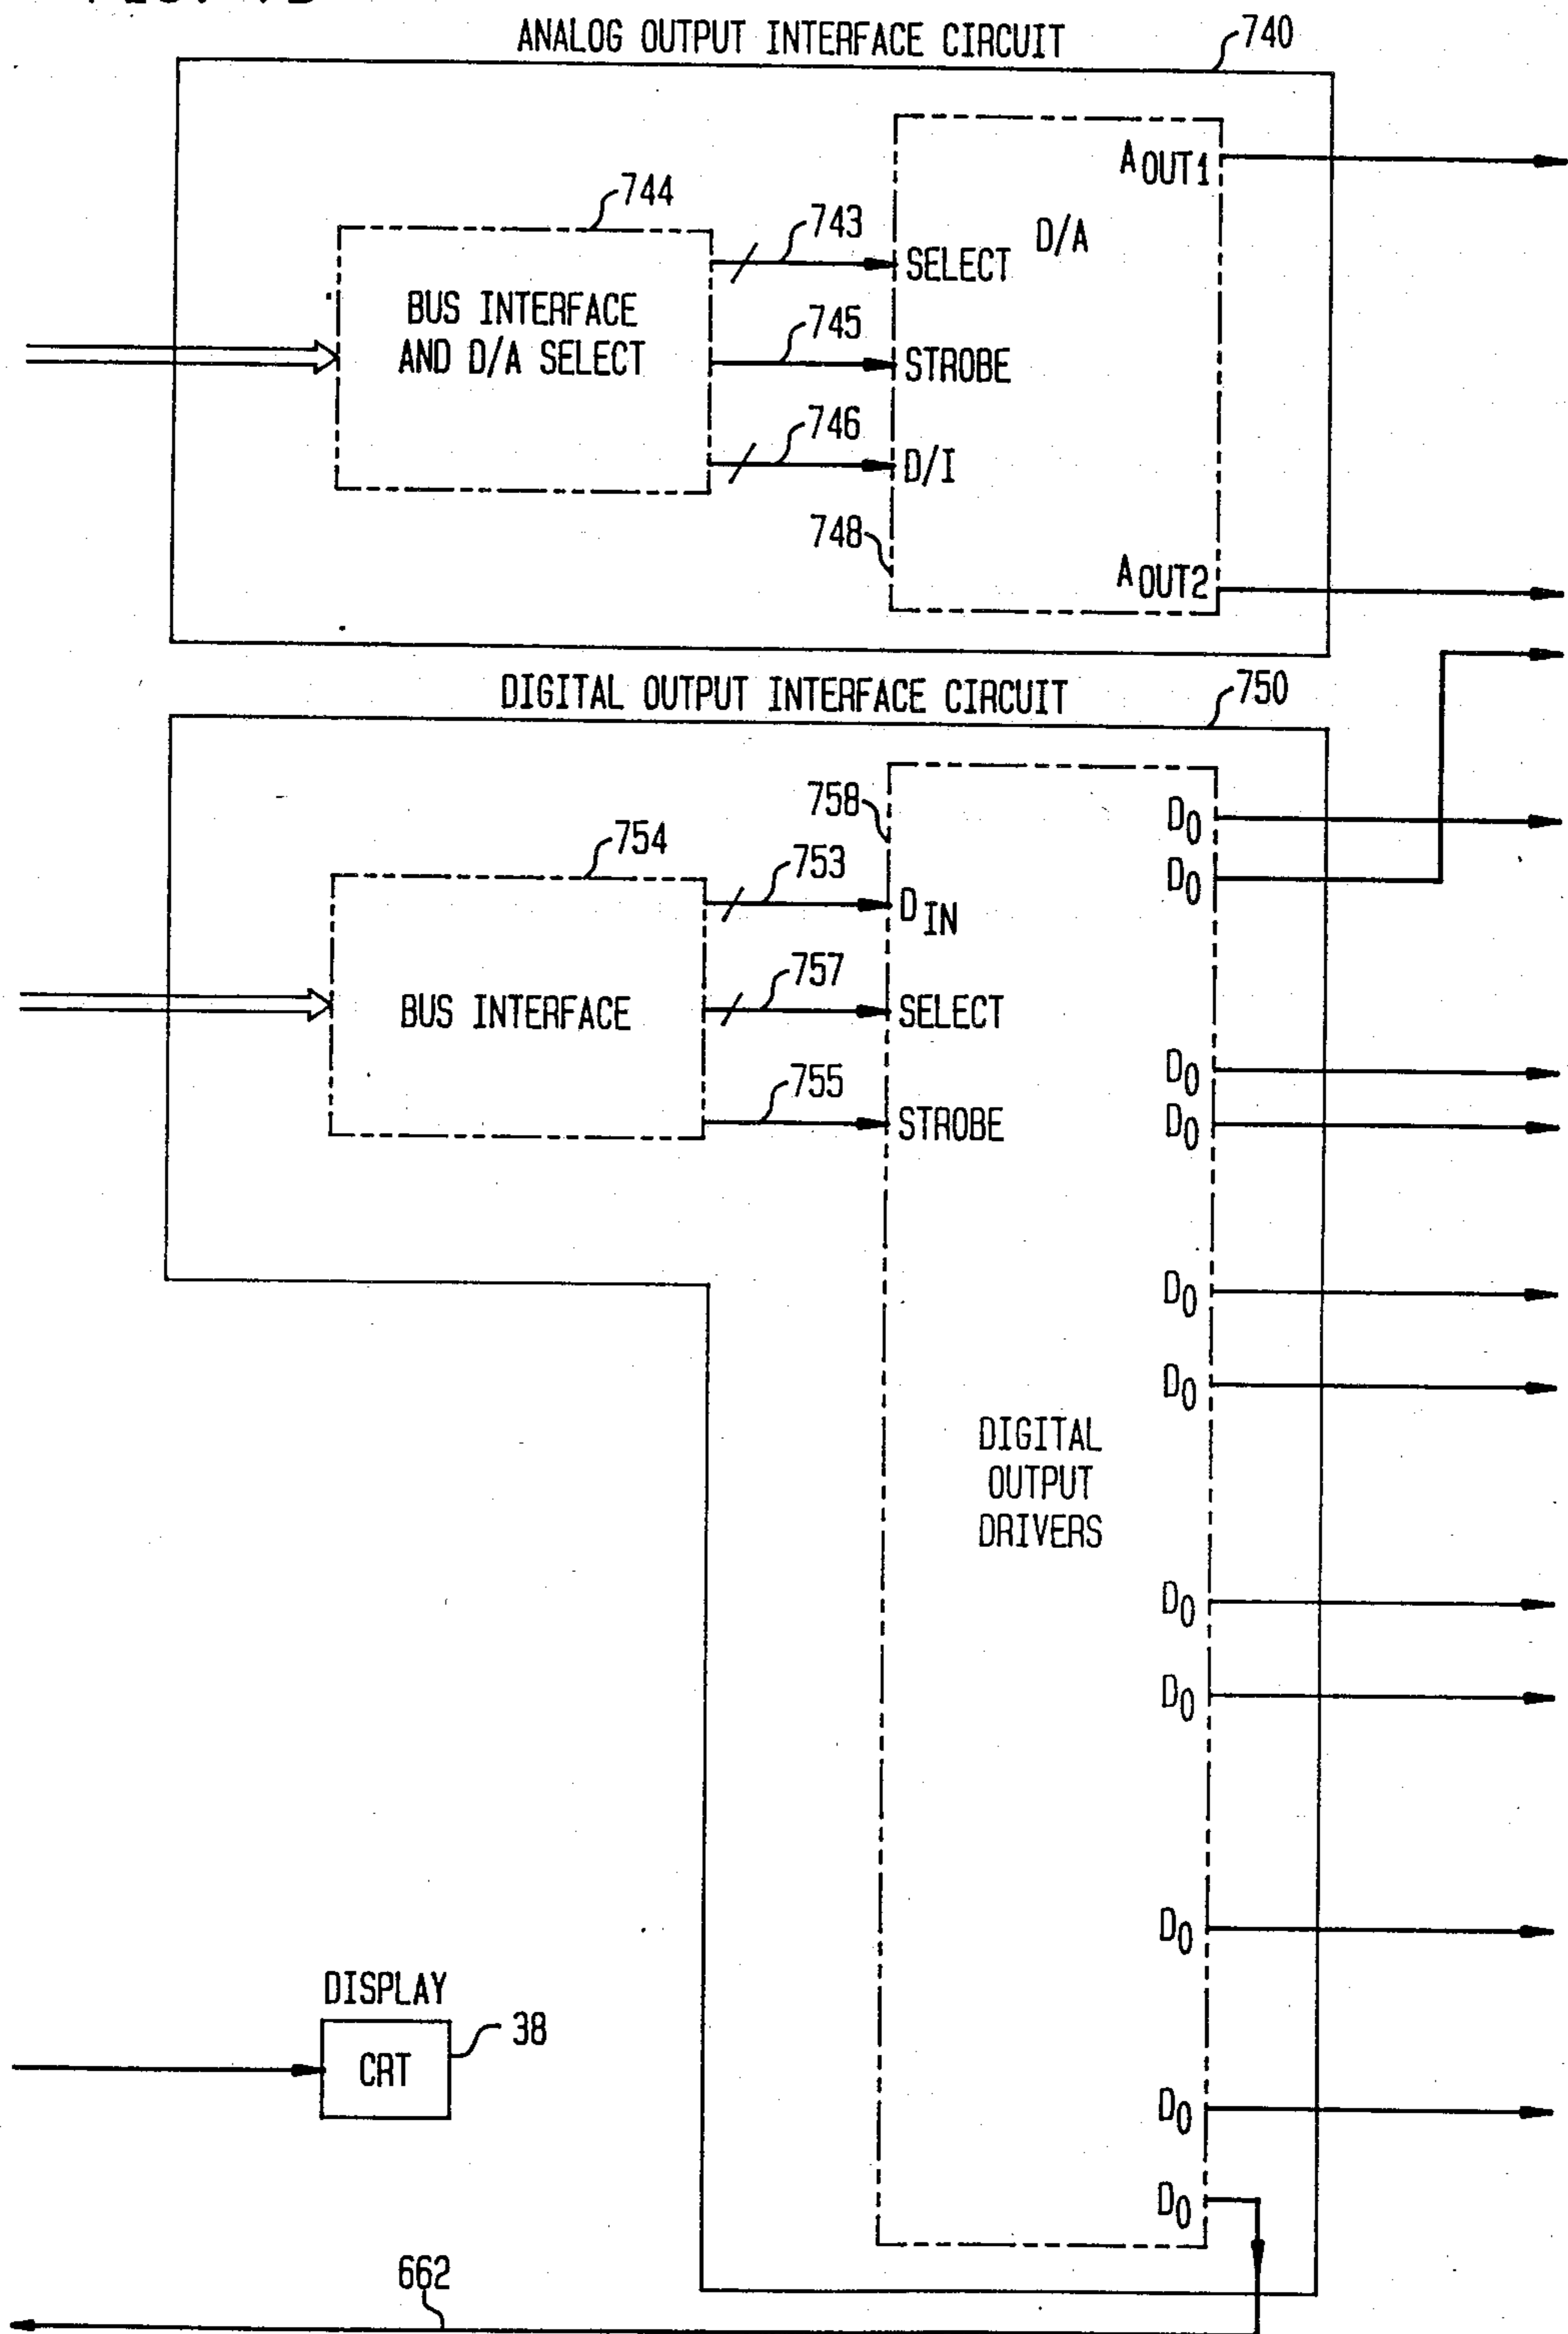 ANALOG OUTPUT INTERFACE CIRCUIT
740
AOUT1
744
743
D/A
SELECT
BUS INTERFACE
AND D/A SELECT
745
STROBE
746
D/I
748
AOUT2
DIGITAL OUTPUT INTERFACE CIRCUIT
750
758
D0
754
753
D0
DIN
757
BUS INTERFACE
SELECT
D0
755
STROBE
D0
D0
D0
DIGITAL
OUTPUT
DRIVERS
D0
D0
D0
DISPLAY
38
CRT
D0
D0
662